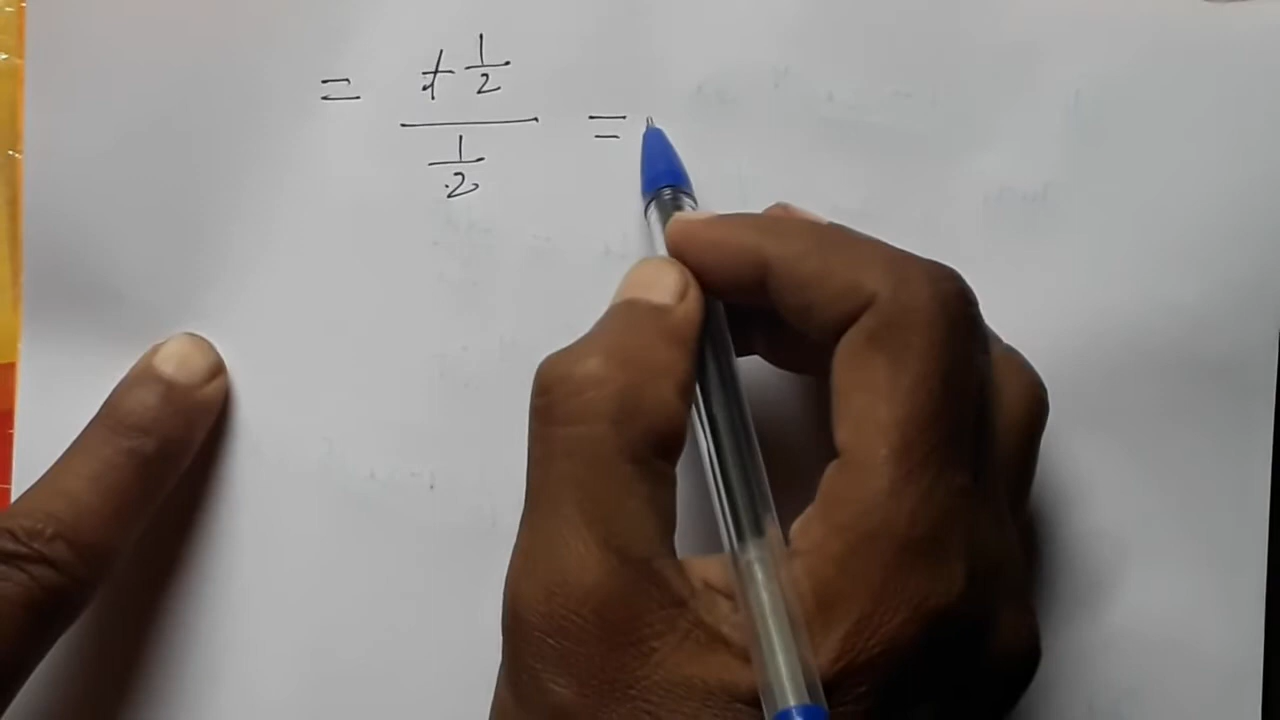 = (+ 1/2) / (1/2) =